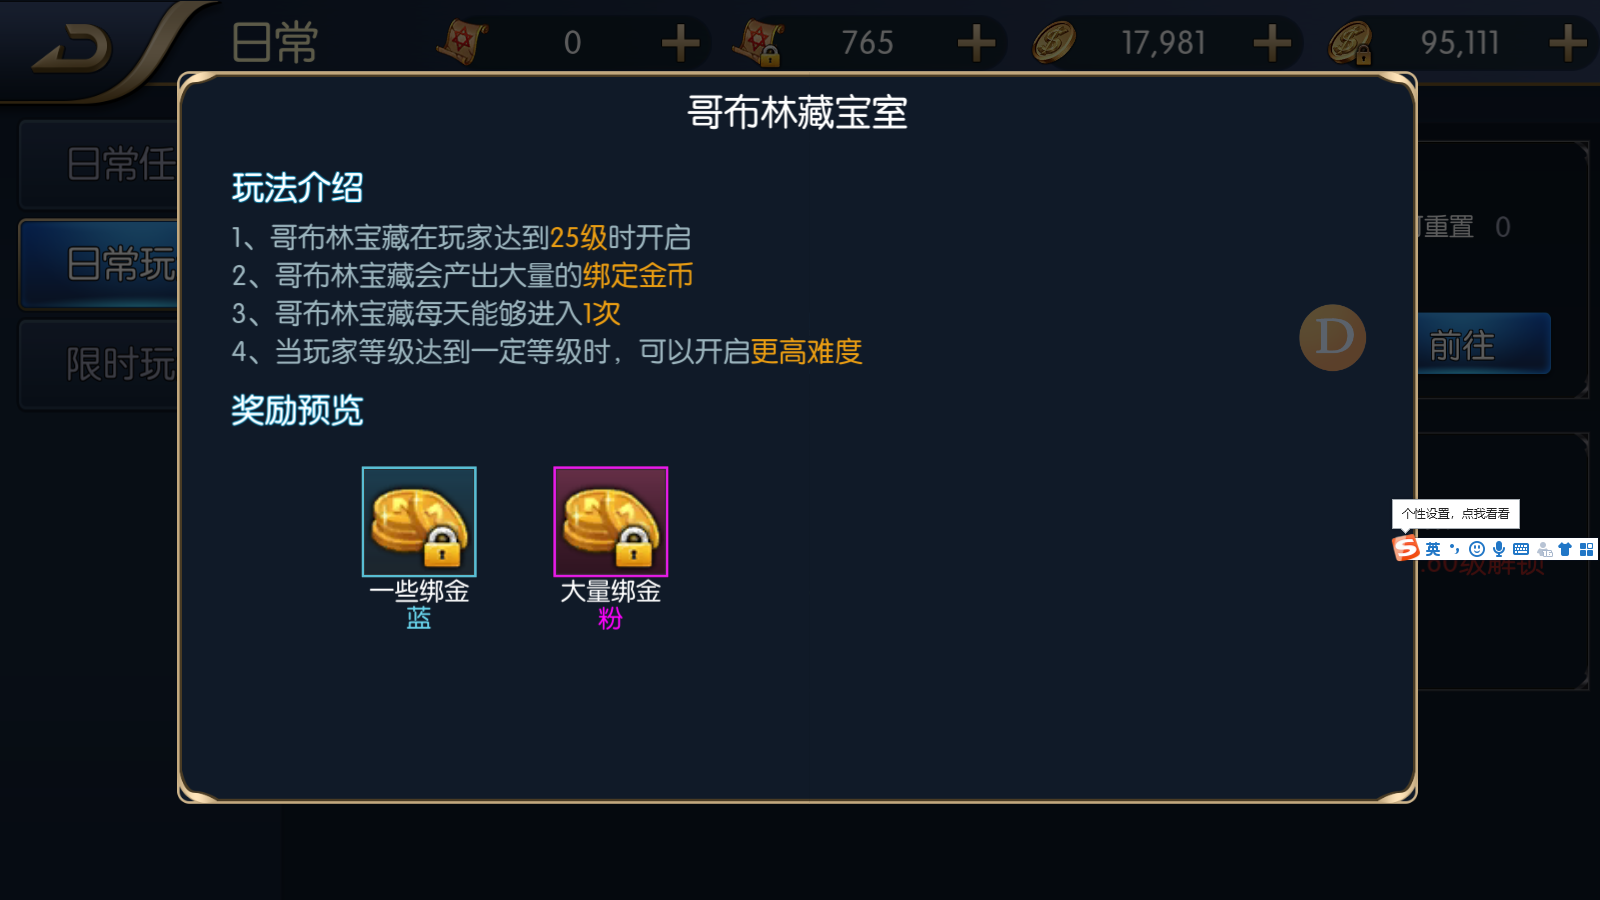 日常 0 765 17,981 95,111
哥布林藏宝室
日常任
日常玩
限时玩
玩法介绍
1、哥布林宝藏在玩家达到25级时开启
2、哥布林宝藏会产出大量的绑定金币
3、哥布林宝藏每天能够进入1次
4、当玩家等级达到一定等级时，可以开启更高难度
奖励预览
一些绑金
蓝
大量绑金
粉
重置 0
D
前往
个性设置，点我看看
S 英
60级解锁